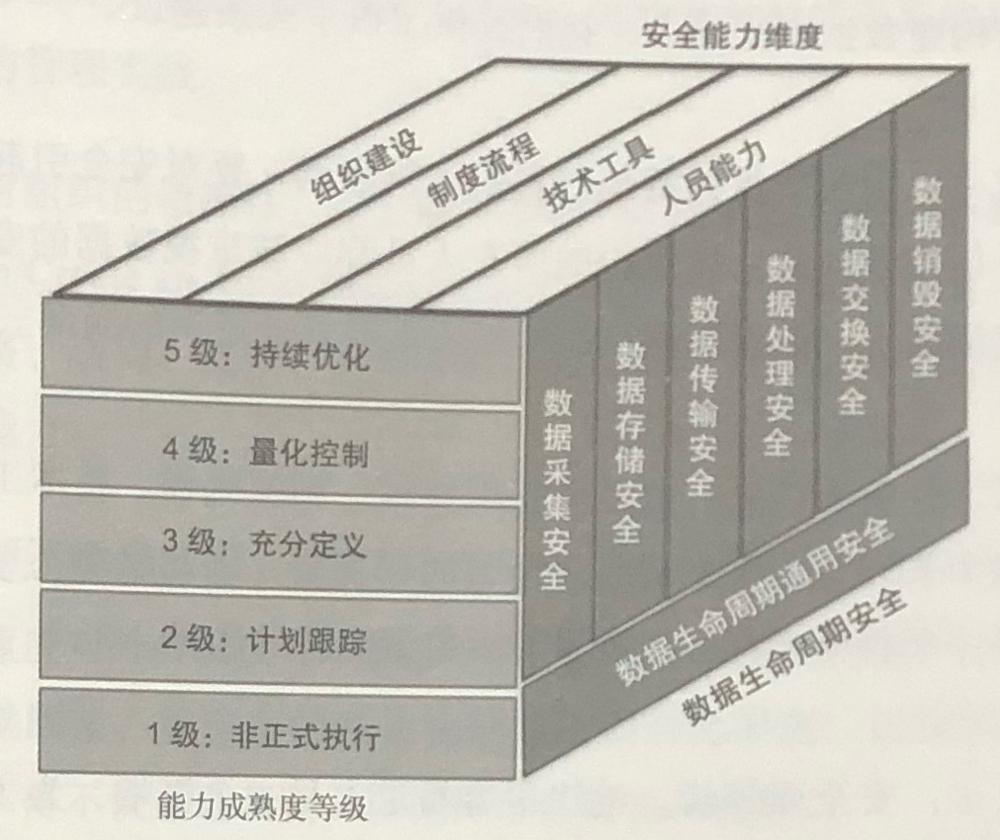 安全能力维度
组织建设
制度流程
技术工具
人员能力
5级：持续优化
4级：量化控制
3级：充分定义
2级：计划跟踪
1级：非正式执行
能力成熟度等级
数据采集安全
数据存储安全
数据传输安全
数据处理安全
数据交换安全
数据销毁安全
数据生命周期通用安全
数据生命周期安全